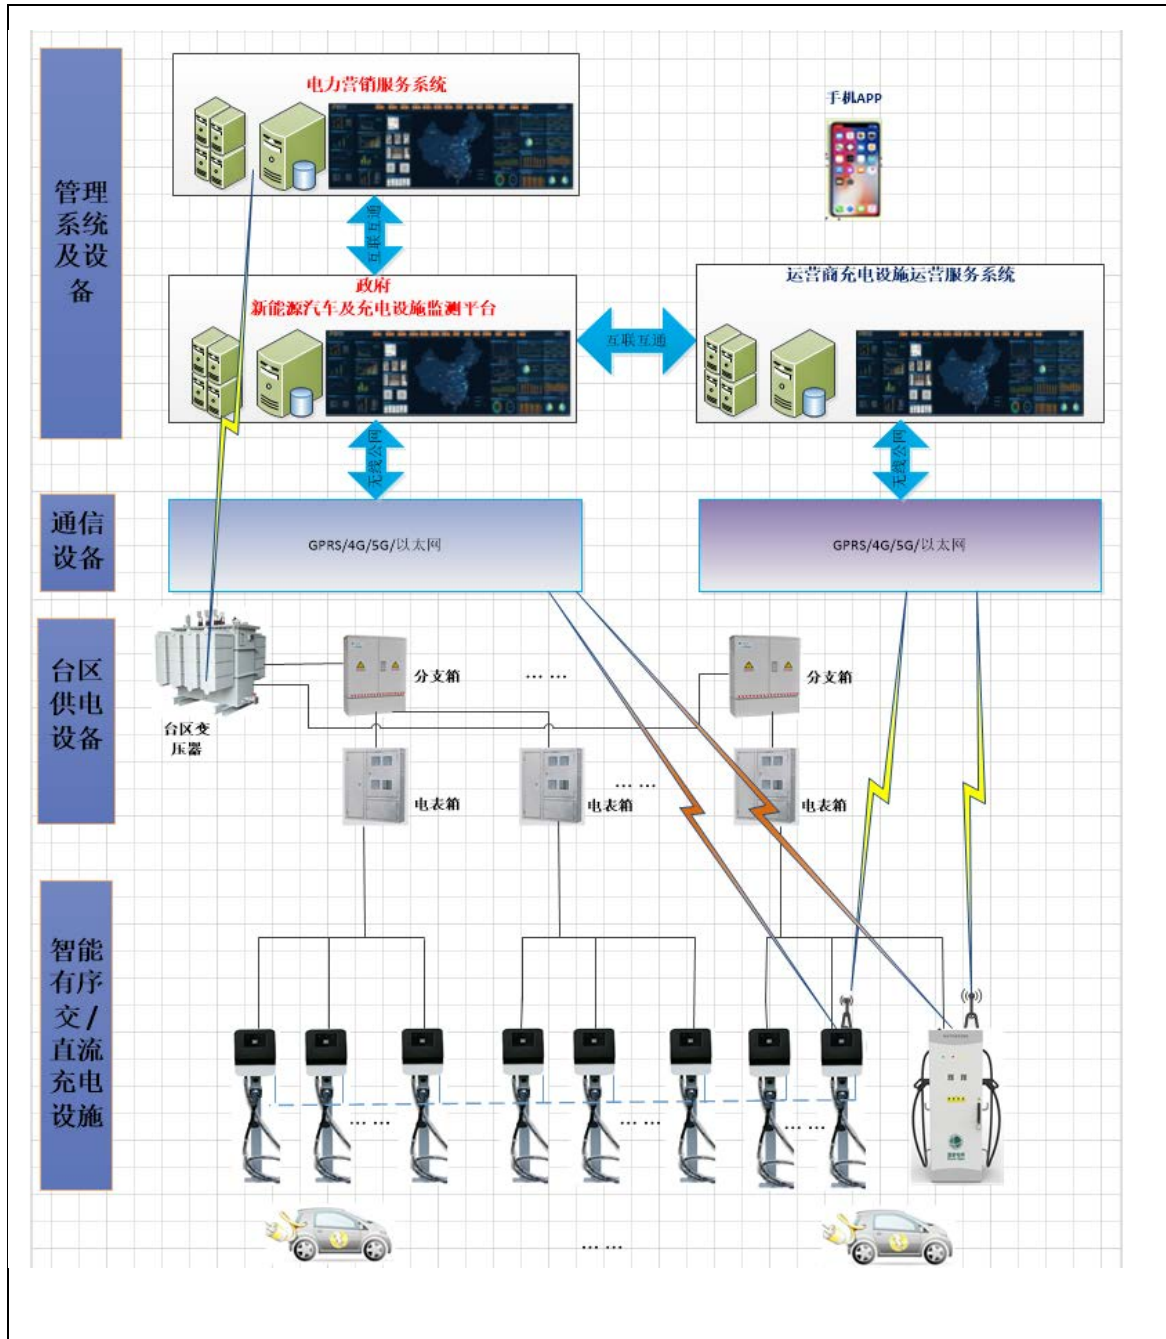 管理
系统
及设
备
电力营销服务系统
手机APP
互联互通
政府
新能源汽车及充电设施监测平台
互联互通
运营商充电设施运营服务系统
无线公网
无线公网
通信
设备
GPRS/4G/5G/以太网
GPRS/4G/5G/以太网
台区
供电
设备
台区变
压器
分支箱
... ...
分支箱
电表箱
... ...
电表箱
智能
有序
交/
直流
充电
设施
... ...
... ...
... ...
... ...